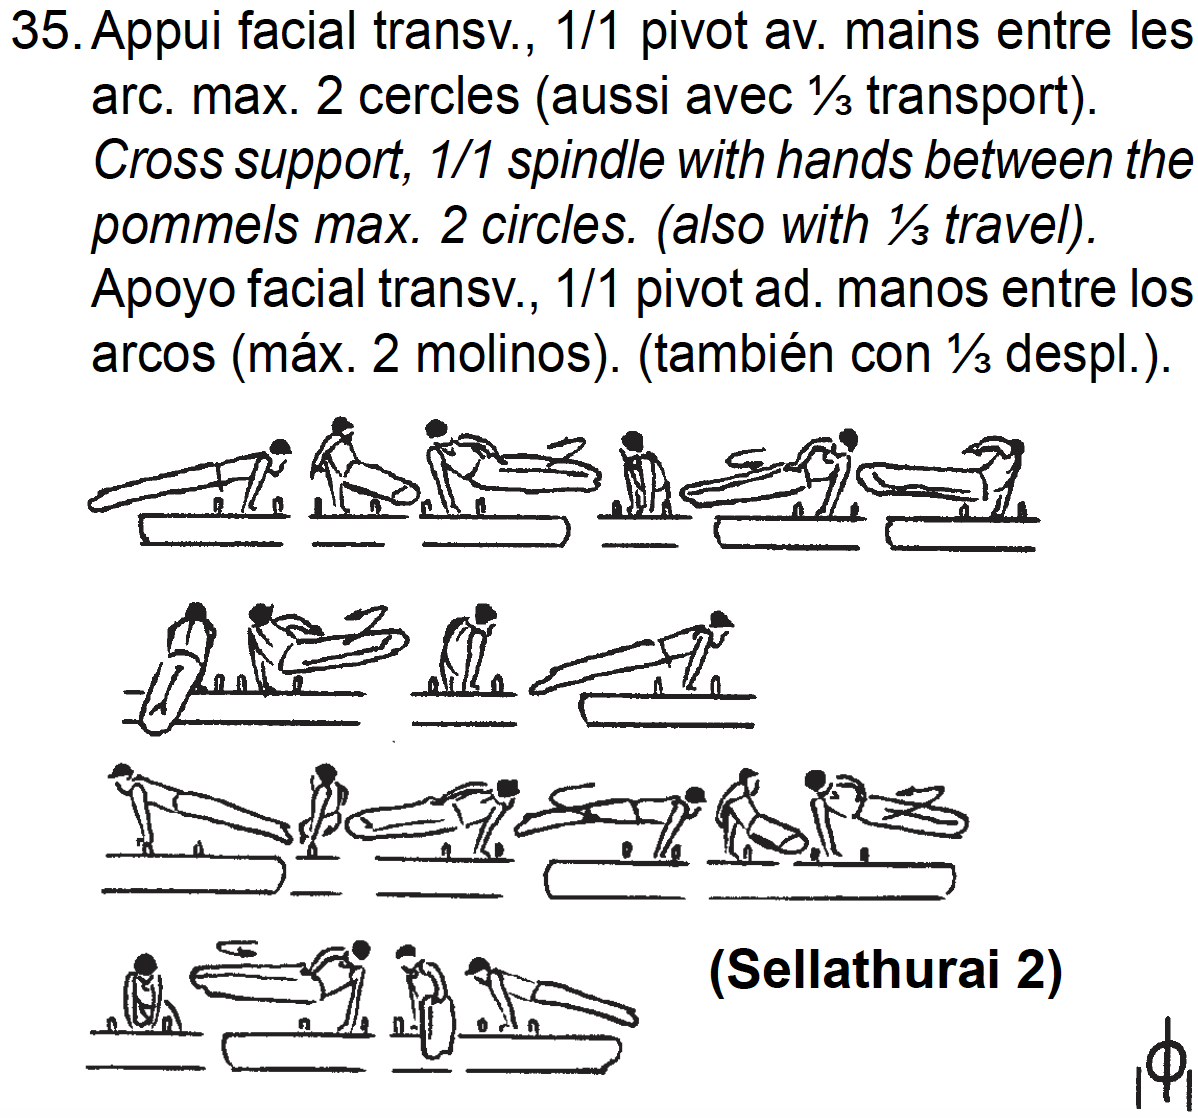 35. Appui facial transv., 1/1 pivot av. mains entre les
arc. max. 2 cercles (aussi avec ⅓ transport).
Cross support, 1/1 spindle with hands between the
pommels max. 2 circles. (also with ⅓ travel).
Apoyo facial transv., 1/1 pivot ad. manos entre los
arcos (máx. 2 molinos). (también con ⅓ despl.).
(Sellathurai 2)